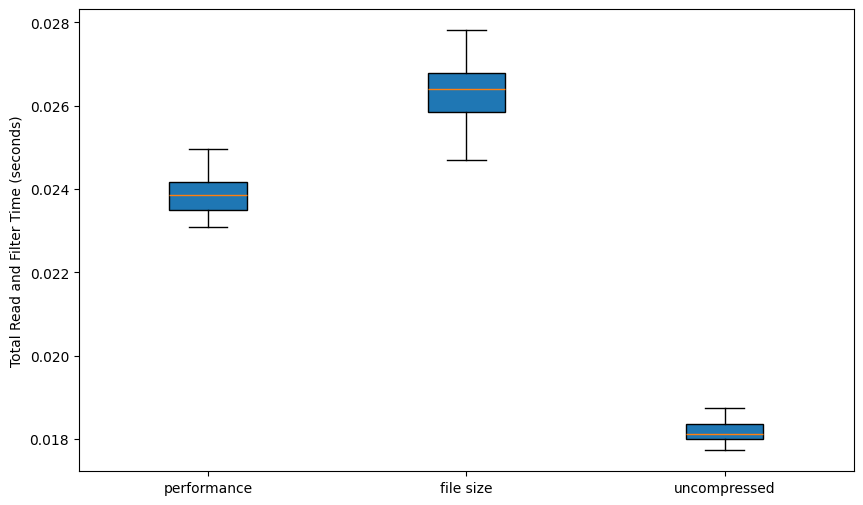 Total Read and Filter Time (seconds)
0.028
0.026
0.024
0.022
0.020
0.018
performance
file size
uncompressed